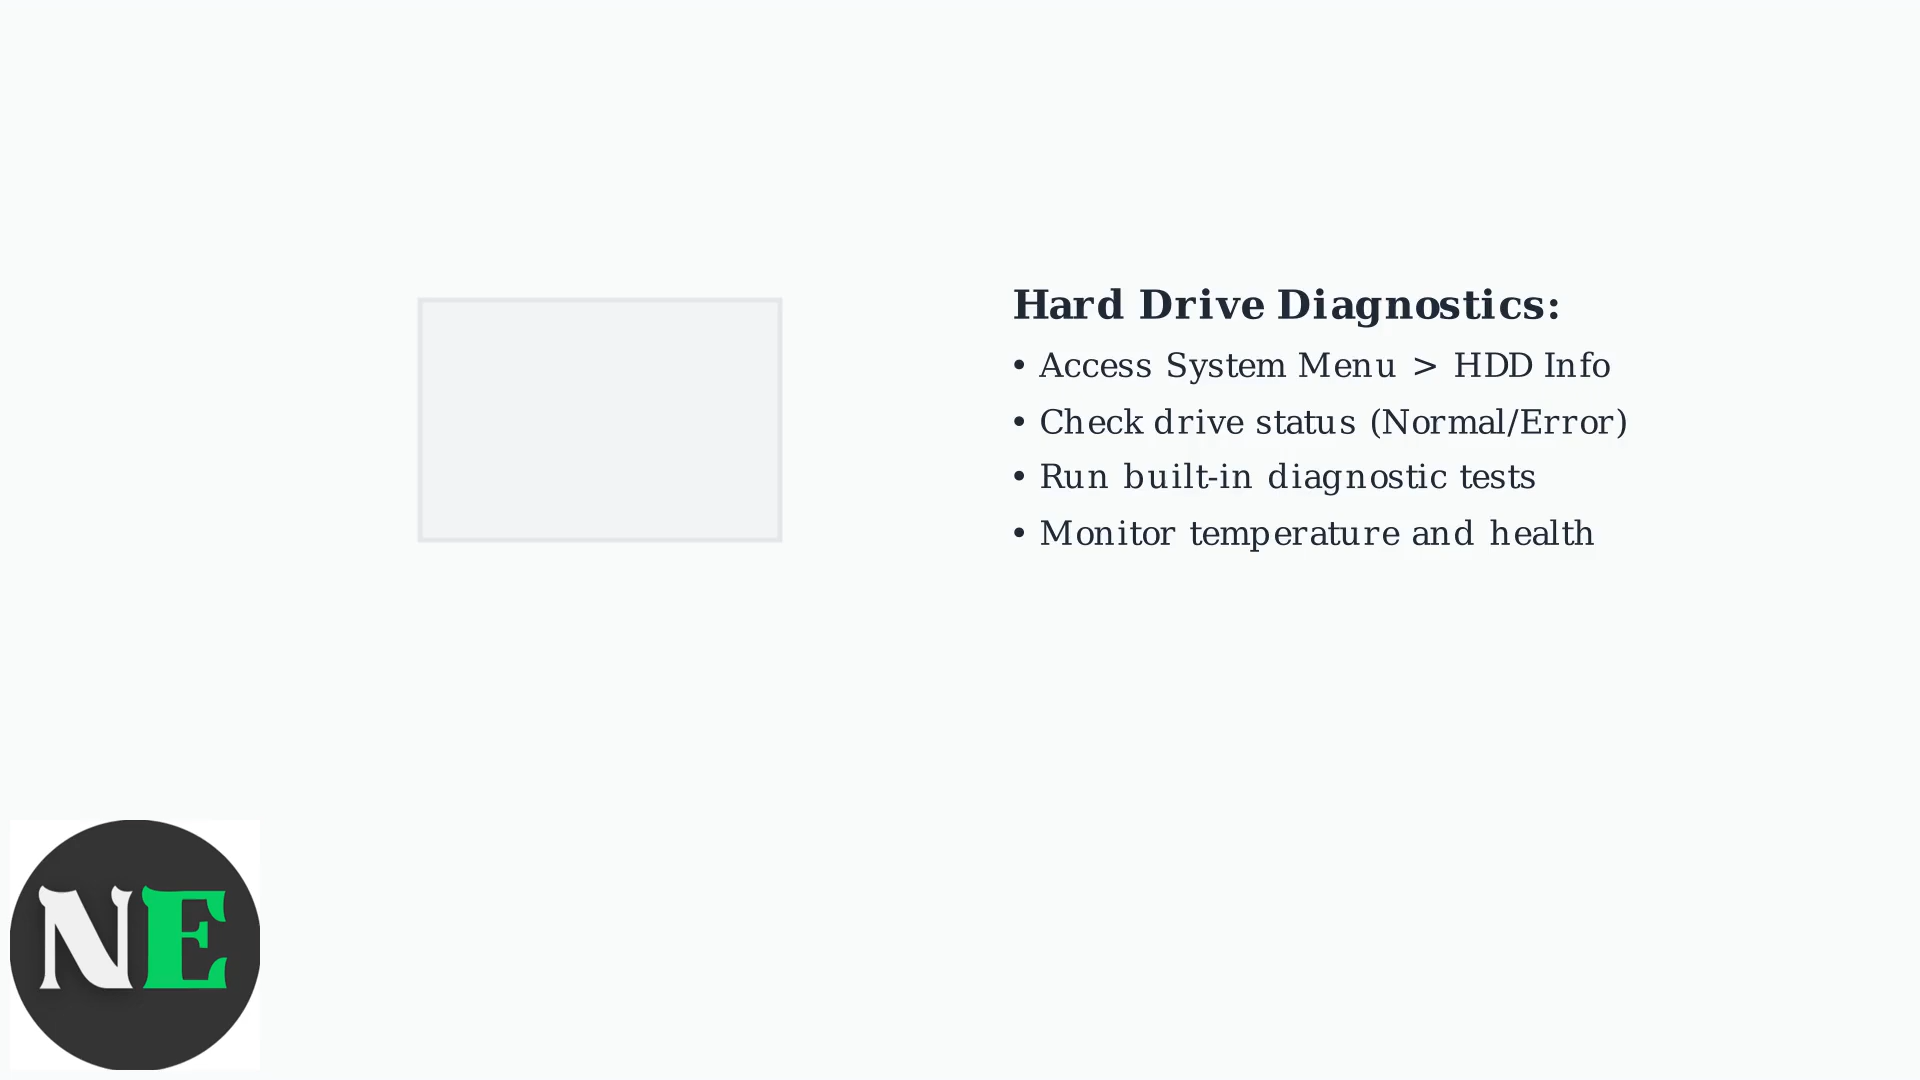 Hard Drive Diagnostics:
• Access System Menu > HDD Info
• Check drive status (Normal/Error)
• Run built-in diagnostic tests
• Monitor temperature and health
NE